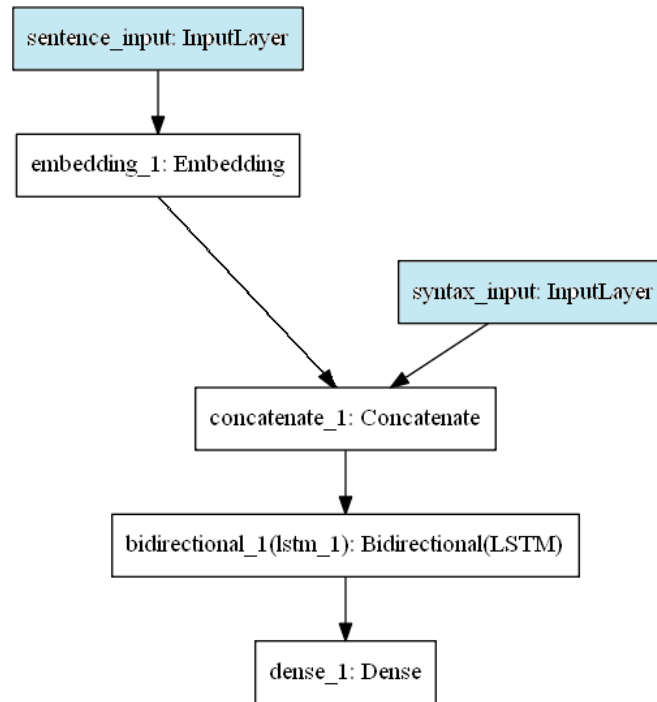 sentence_input: InputLayer
embedding_1: Embedding
syntax_input: InputLayer
concatenate_1: Concatenate
bidirectional_1(lstm_1): Bidirectional(LSTM)
dense_1: Dense